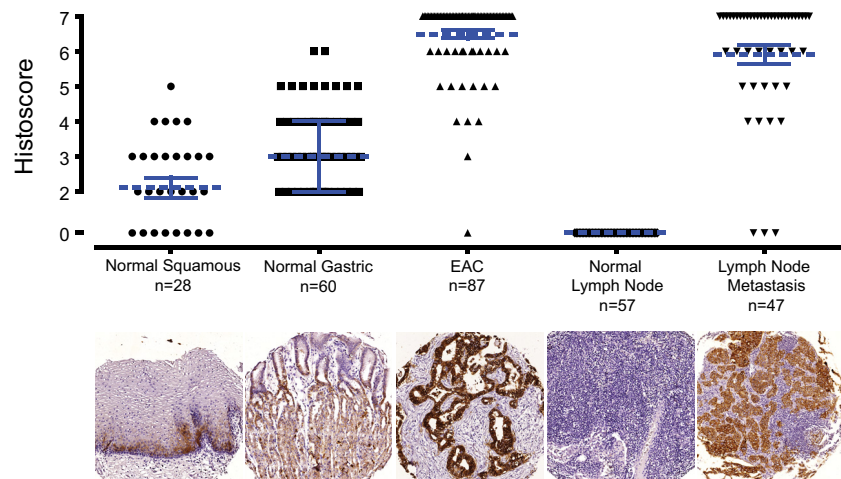 Histoscore
7
6
5
4
3
2
0
Normal Squamous
n=28
Normal Gastric
n=60
EAC
n=87
Normal
Lymph Node
n=57
Lymph Node
Metastasis
n=47